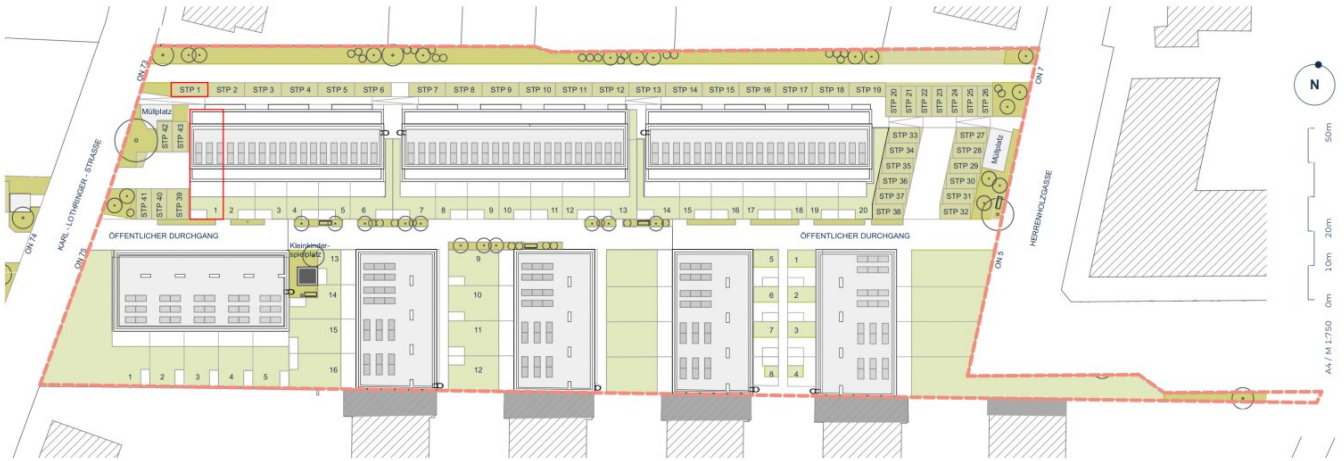 ON 73
ON 7
N
STP 1
STP 2
STP 3
STP 4
STP 5
STP 6
STP 7
STP 8
STP 9
STP 10
STP 11
STP 12
STP 13
STP 14
STP 15
STP 16
STP 17
STP 18
STP 19
STP 20
STP 21
STP 22
STP 23
STP 24
STP 25
STP 26
Müllplatz
STP 42
STP 43
STP 33
STP 34
STP 35
STP 36
STP 37
STP 38
STP 27
STP 28
STP 29
STP 30
STP 31
STP 32
Müllplatz
STP 41
STP 40
STP 39
KARL - LOTHRINGER - STRASSE
HERRENHOLZGASSE
ON 74
ON 75
ON 5
1 2 3 4 5 6 7 8 9 10 11 12 13 14 15 16 17 18 19 20
ÖFFENTLICHER DURCHGANG
ÖFFENTLICHER DURCHGANG
Kleinkinder-
spielplatz
13
14
15
16
9
10
11
12
5
6
7
8
1
2
3
4
1 2 3 4 5
50m
20m
10m
0m
A4 / M 1:750